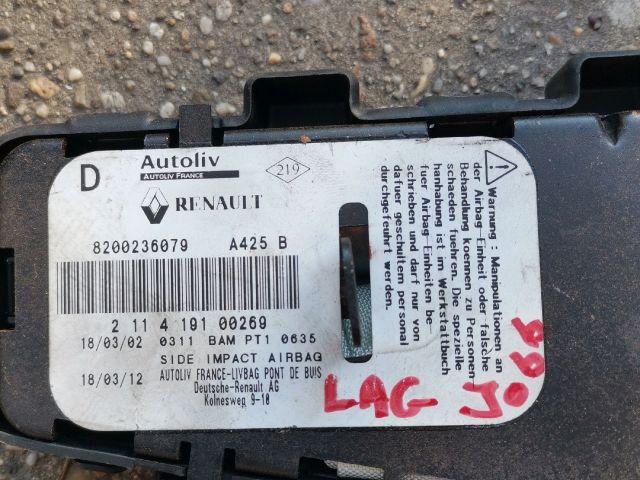 D
Autoliv
AUTOLIV FRANCE
219
RENAULT
8200236079 A425 B
2 11 4 191 00269
18/03/02 0311 BAM PT1 0635
SIDE IMPACT AIRBAG
18/03/12 AUTOLIV FRANCE-LIVBAG PONT DE BUIS
Deutsche-Renault AG
Kolnesweg 9-10
Warnung : Manipulationen an
der Airbag-Einheit oder falsche
Behandlung koennen zu Personen
schaeden fuehren. Die spezielle
hanhabung ist im Werkstattbuch
fuer Airbag-Einheiten be-
schrieben und darf nur von
dafuer geschultem personal
durchgefuehrt werden.
LAG